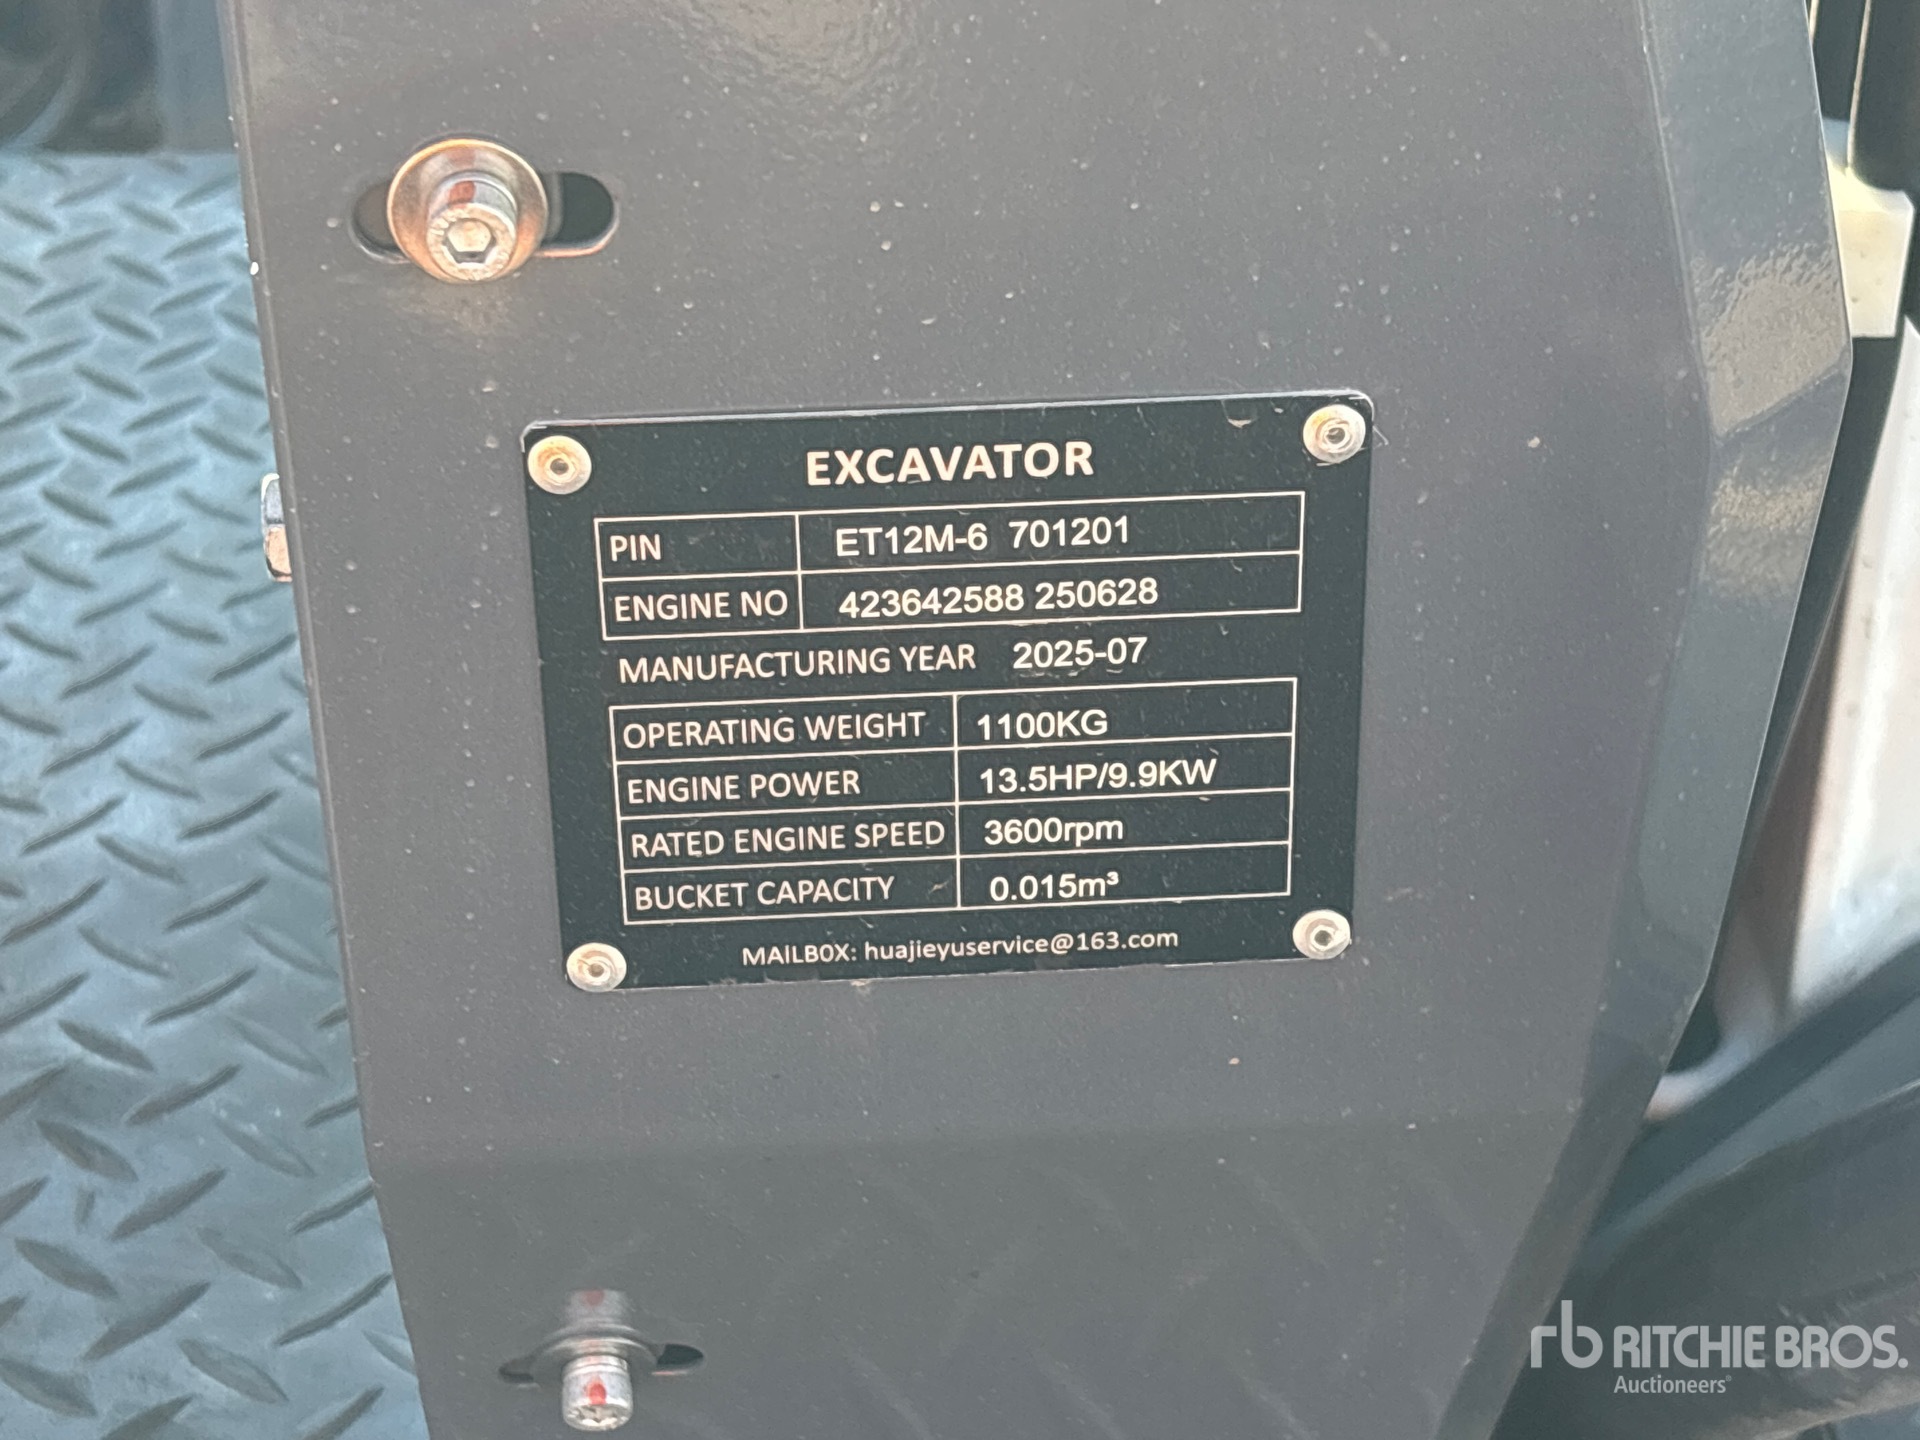 EXCAVATOR
PIN ET12M-6 701201
ENGINE NO 423642588 250628
MANUFACTURING YEAR 2025-07
OPERATING WEIGHT 1100KG
ENGINE POWER 13.5HP/9.9KW
RATED ENGINE SPEED 3600rpm
BUCKET CAPACITY 0.015m³
MAILBOX: huajieyuservice@163.com
rb RITCHIE BROS.
Auctioneers®